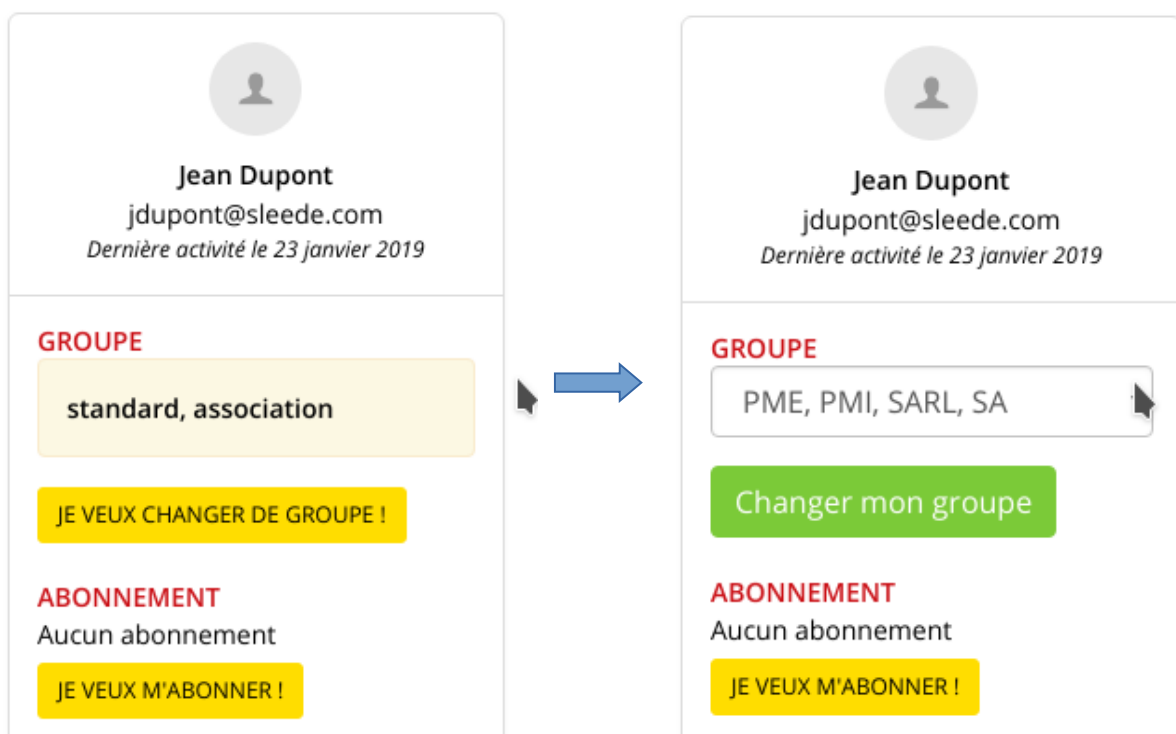 Jean Dupont
jdupont@sleede.com
Dernière activité le 23 janvier 2019
GROUPE
standard, association
JE VEUX CHANGER DE GROUPE !
ABONNEMENT
Aucun abonnement
JE VEUX M'ABONNER !
Jean Dupont
jdupont@sleede.com
Dernière activité le 23 janvier 2019
GROUPE
PME, PMI, SARL, SA
Changer mon groupe
ABONNEMENT
Aucun abonnement
JE VEUX M'ABONNER !